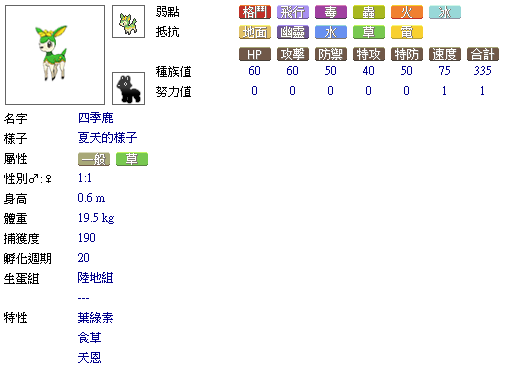 弱點 格鬥 飛行 毒 蟲 火 冰
抵抗 地面 幽靈 水 草 電
HP 攻擊 防禦 特攻 特防 速度 合計
種族值 60 60 50 40 50 75 335
努力值 0 0 0 0 0 1 1
名字 四季鹿
樣子 夏天的樣子
屬性 一般 草
性別♂:♀ 1:1
身高 0.6 m
體重 19.5 kg
捕獲度 190
孵化週期 20
生蛋組 陸地組
---
特性 葉綠素
食草
天恩